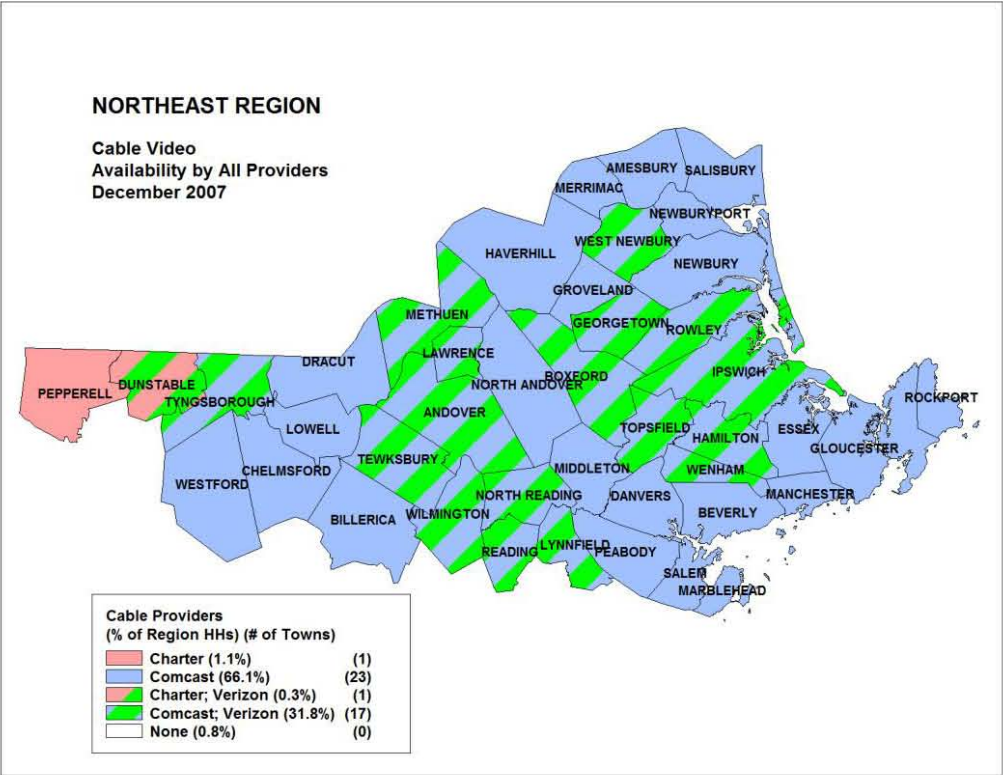 NORTHEAST REGION
Cable Video
Availability by All Providers
December 2007
AMESBURY
SALISBURY
MERRIMAC
NEWBURYPORT
WEST NEWBURY
HAVERHILL
NEWBURY
GROVELAND
METHUEN
GEORGETOWN
ROWLEY
LAWRENCE
DRACUT
NORTH ANDOVER
BOXFORD
IPSWICH
PEPPERELL
DUNSTABLE
TYNGSBOROUGH
ROCKPORT
ANDOVER
LOWELL
TOPSFIELD
HAMILTON
ESSEX
GLOUCESTER
TEWKSBURY
CHELMSFORD
WESTFORD
MIDDLETON
WENHAM
NORTH READING
DANVERS
MANCHESTER
BILLERICA
WILMINGTON
BEVERLY
READING
LYNNFIELD
PEABODY
SALEM
MARBLEHEAD
Cable Providers
(% of Region HHs) (# of Towns)
Charter (1.1%) (1)
Comcast (66.1%) (23)
Charter; Verizon (0.3%) (1)
Comcast; Verizon (31.8%) (17)
None (0.8%) (0)